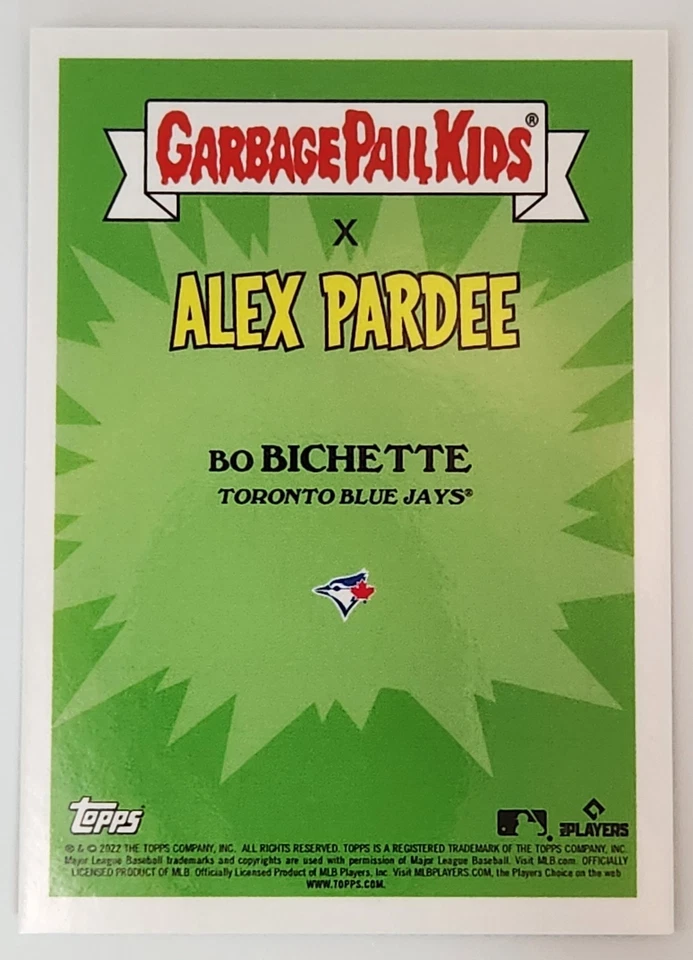 GARBAGE PAIL KIDS®
X
ALEX PARDEE
BO BICHETTE
TORONTO BLUE JAYS®
TOPPS®
MLB PLAYERS
® & © 2022 THE TOPPS COMPANY, INC. ALL RIGHTS RESERVED. TOPPS IS A REGISTERED TRADEMARK OF THE TOPPS COMPANY, INC.
Major League Baseball trademarks and copyrights are used with permission of Major League Baseball. Visit MLB.com. OFFICIALLY
LICENSED PRODUCT OF MLB Officially Licensed Product of MLB Players, Inc. Visit MLBPLAYERS.COM, the Players Choice on the web
WWW.TOPPS.COM.